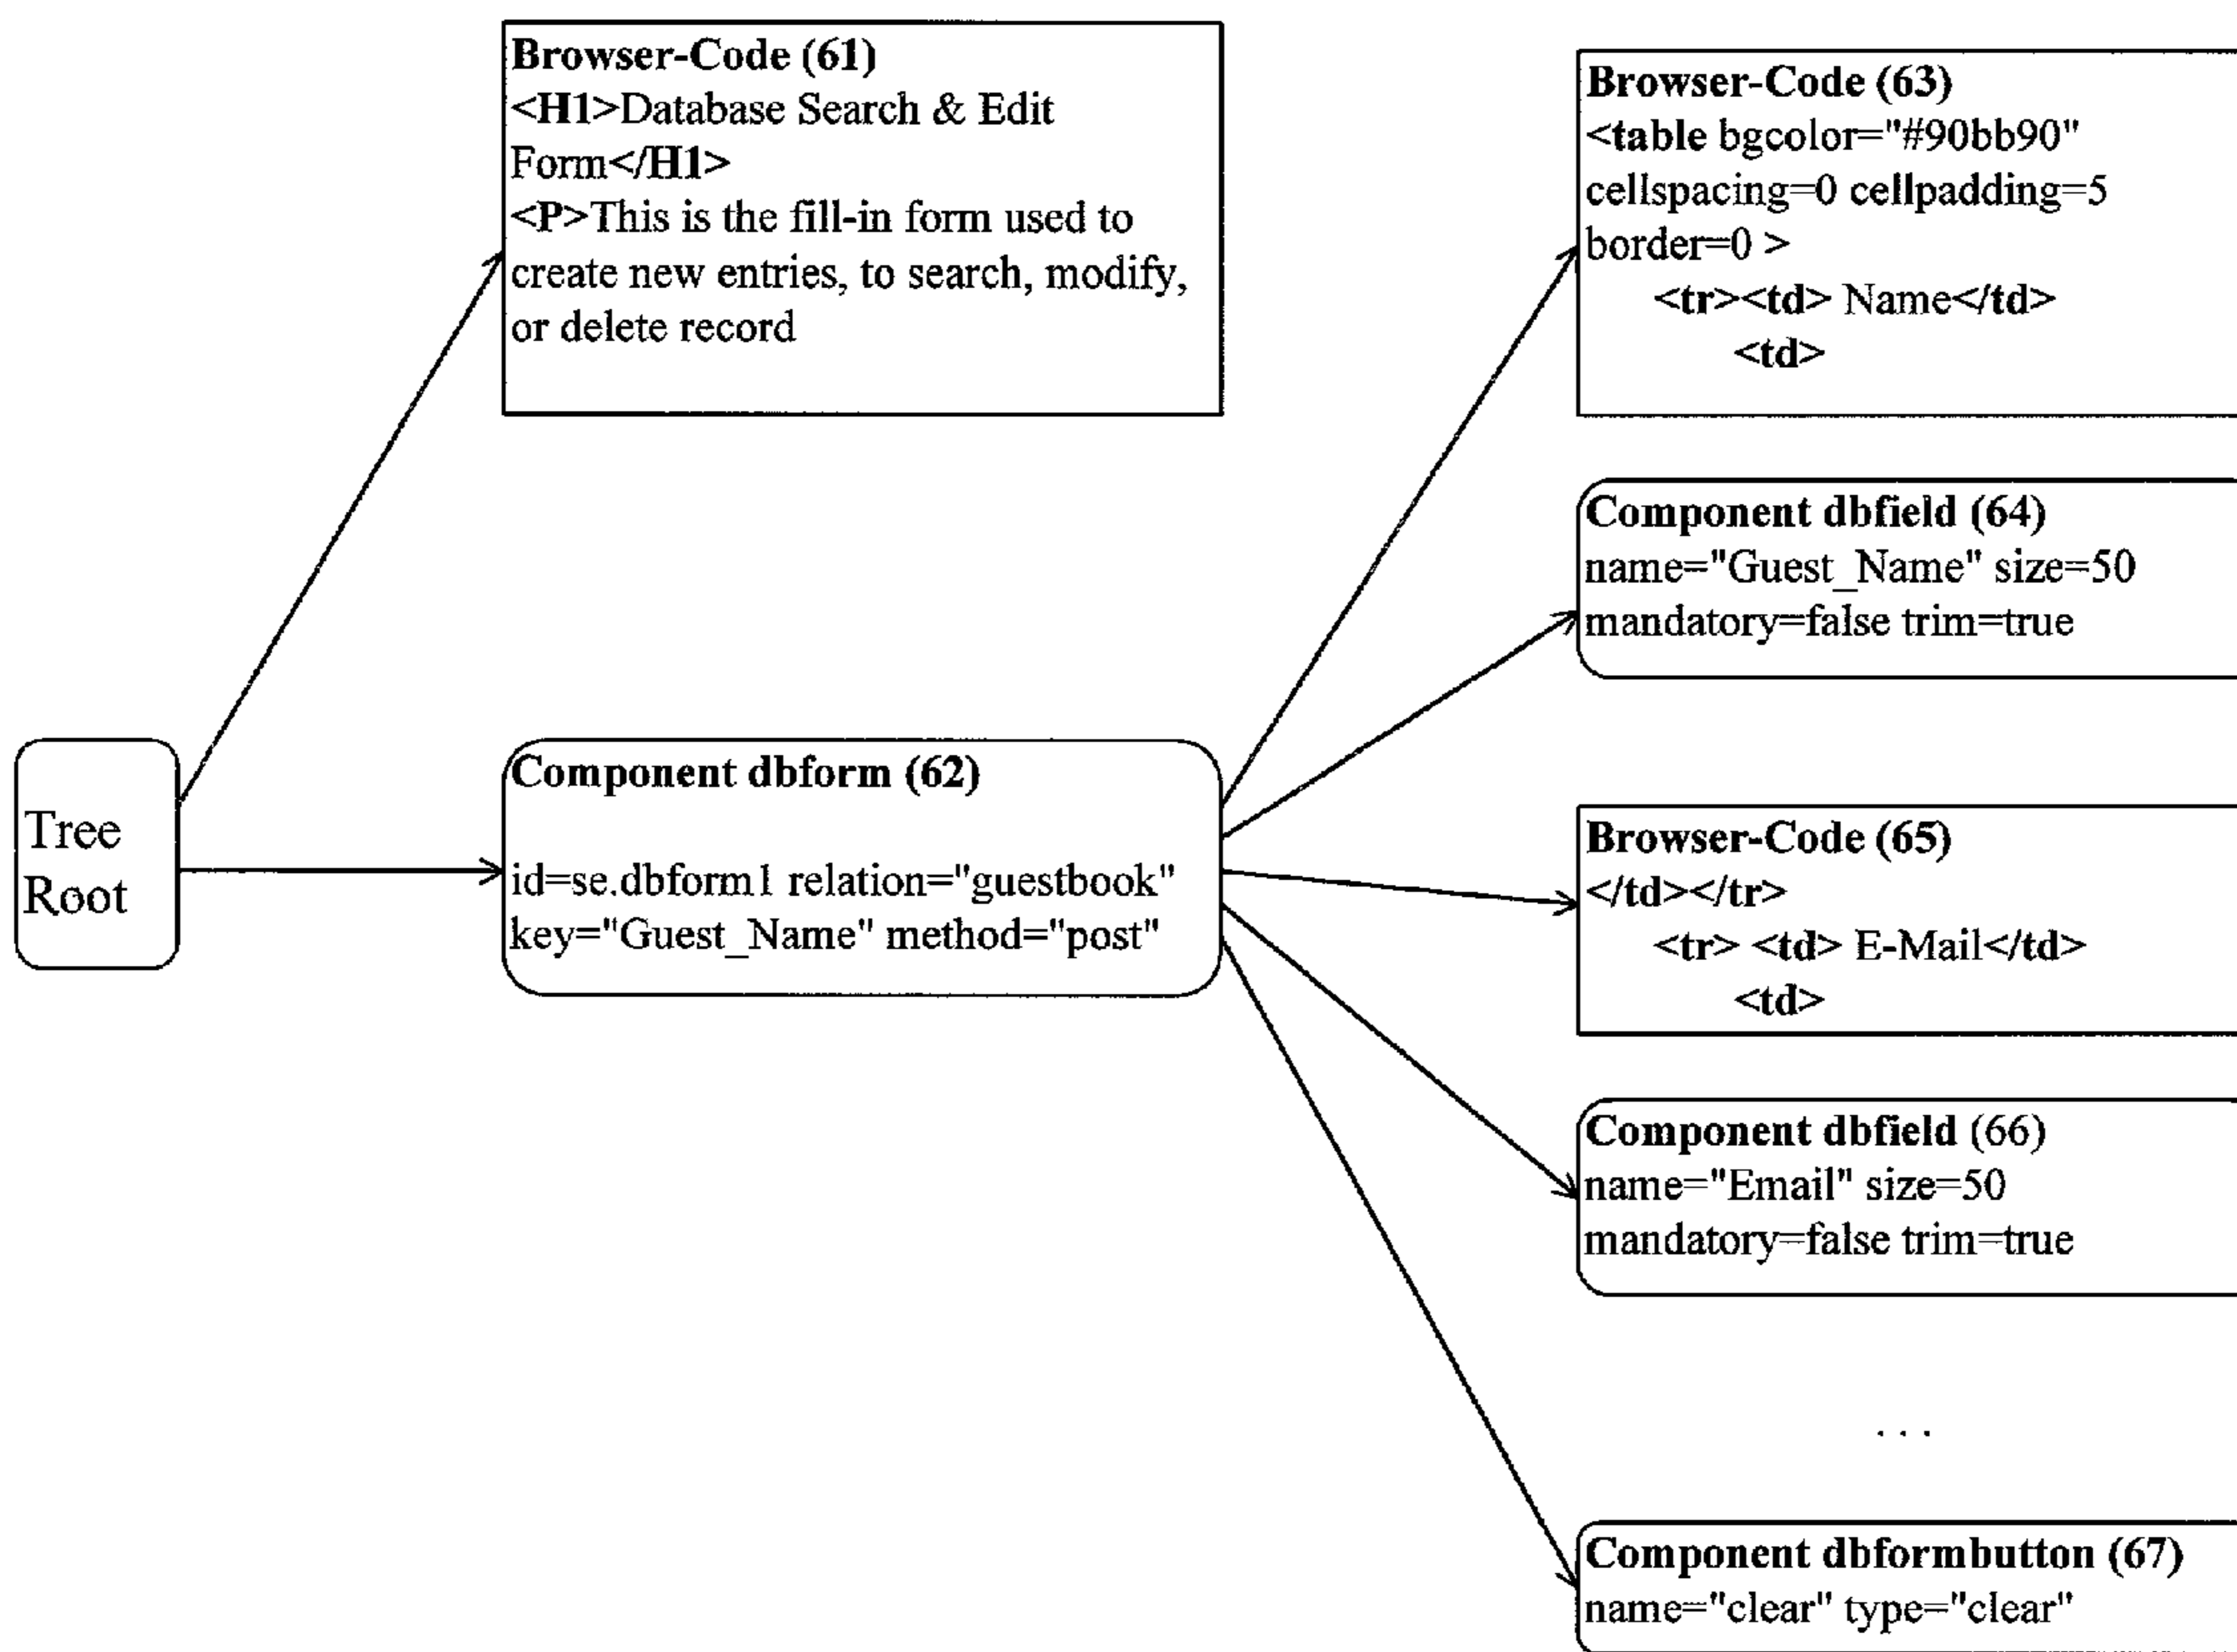 Tree
Root
Browser-Code (61)
<H1>Database Search & Edit
Form</H1>
<P>This is the fill-in form used to
create new entries, to search, modify,
or delete record
Component dbform (62)
id=se.dbform1 relation="guestbook"
key="Guest_Name" method="post"
Browser-Code (63)
<table bgcolor="#90bb90"
cellspacing=0 cellpadding=5
border=0 >
<tr><td> Name</td>
<td>
Component dbfield (64)
name="Guest_Name" size=50
mandatory=false trim=true
Browser-Code (65)
</td></tr>
<tr> <td> E-Mail</td>
<td>
Component dbfield (66)
name="Email" size=50
mandatory=false trim=true
. . .
Component dbformbutton (67)
name="clear" type="clear"